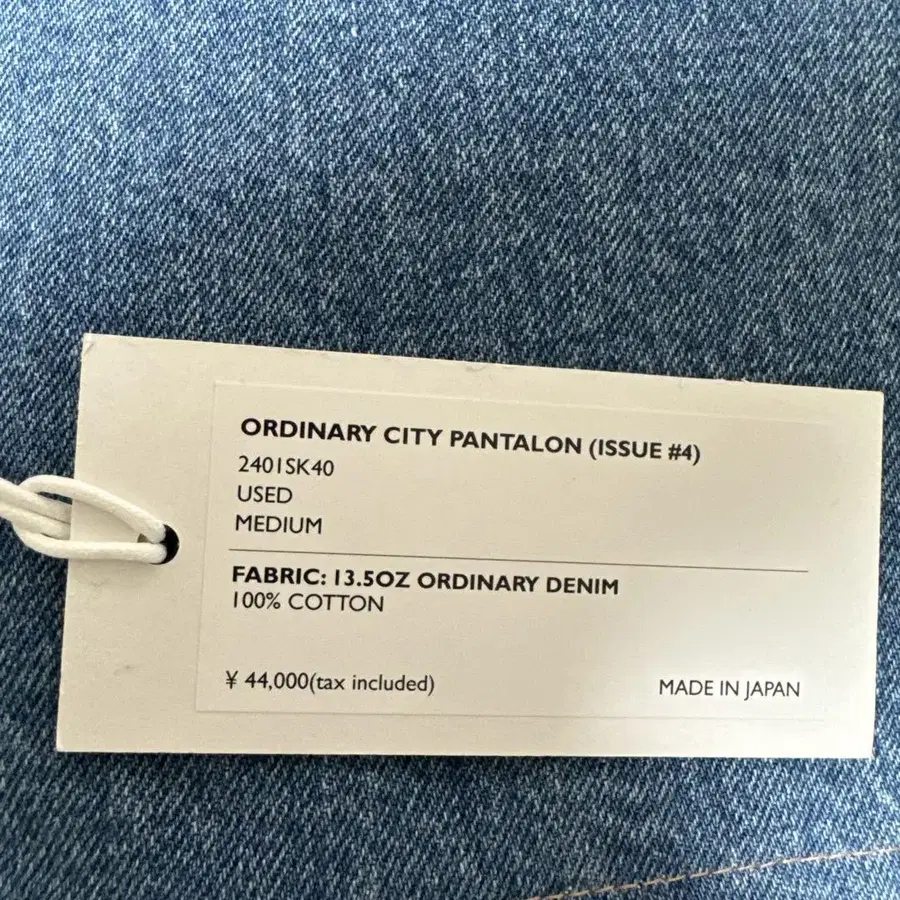 ORDINARY CITY PANTALON (ISSUE #4)
2401SK40
USED
MEDIUM
FABRIC: 13.5OZ ORDINARY DENIM
100% COTTON
¥ 44,000(tax included)
MADE IN JAPAN